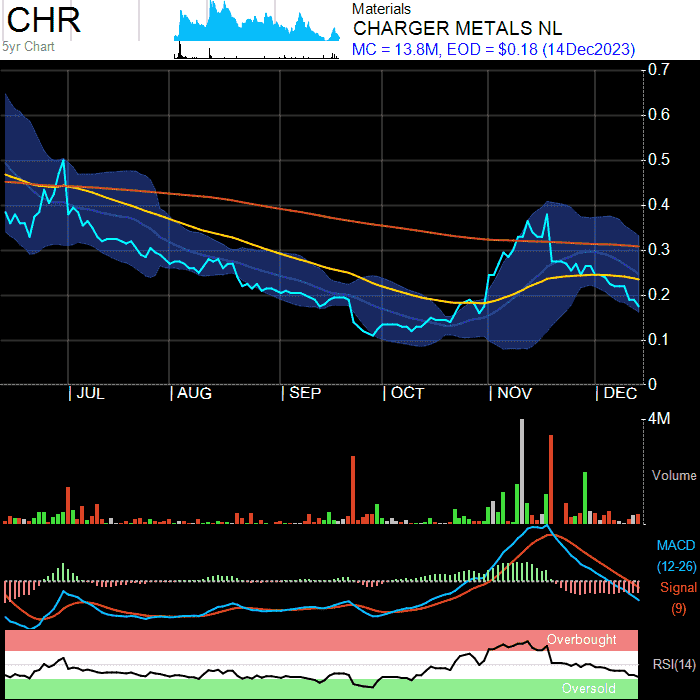 CHR
5yr Chart
Materials
CHARGER METALS NL
MC = 13.8M, EOD = $0.18 (14Dec2023)
0.7
0.6
0.5
0.4
0.3
0.2
0.1
0
JUL AUG SEP OCT NOV DEC
4M
Volume
MACD
(12-26)
Signal
(9)
Overbought
RSI(14)
Oversold